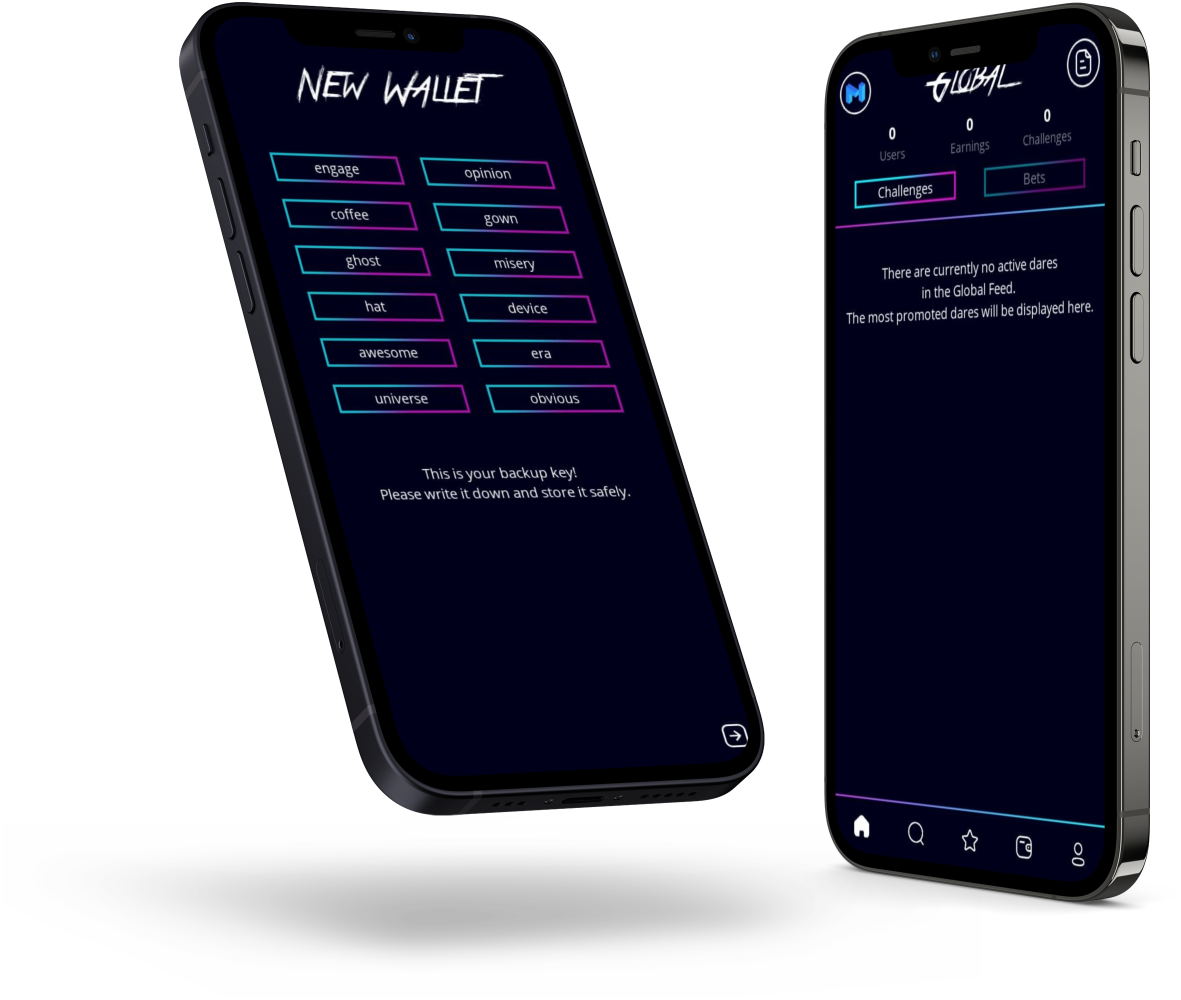 NEW WALLET
engage opinion
coffee gown
ghost misery
hat device
awesome era
universe obvious
This is your backup key!
Please write it down and store it safely.
GLOBAL
0 0 0
Users Earnings Challenges
Challenges Bets
There are currently no active dares
in the Global Feed.
The most promoted dares will be displayed here.